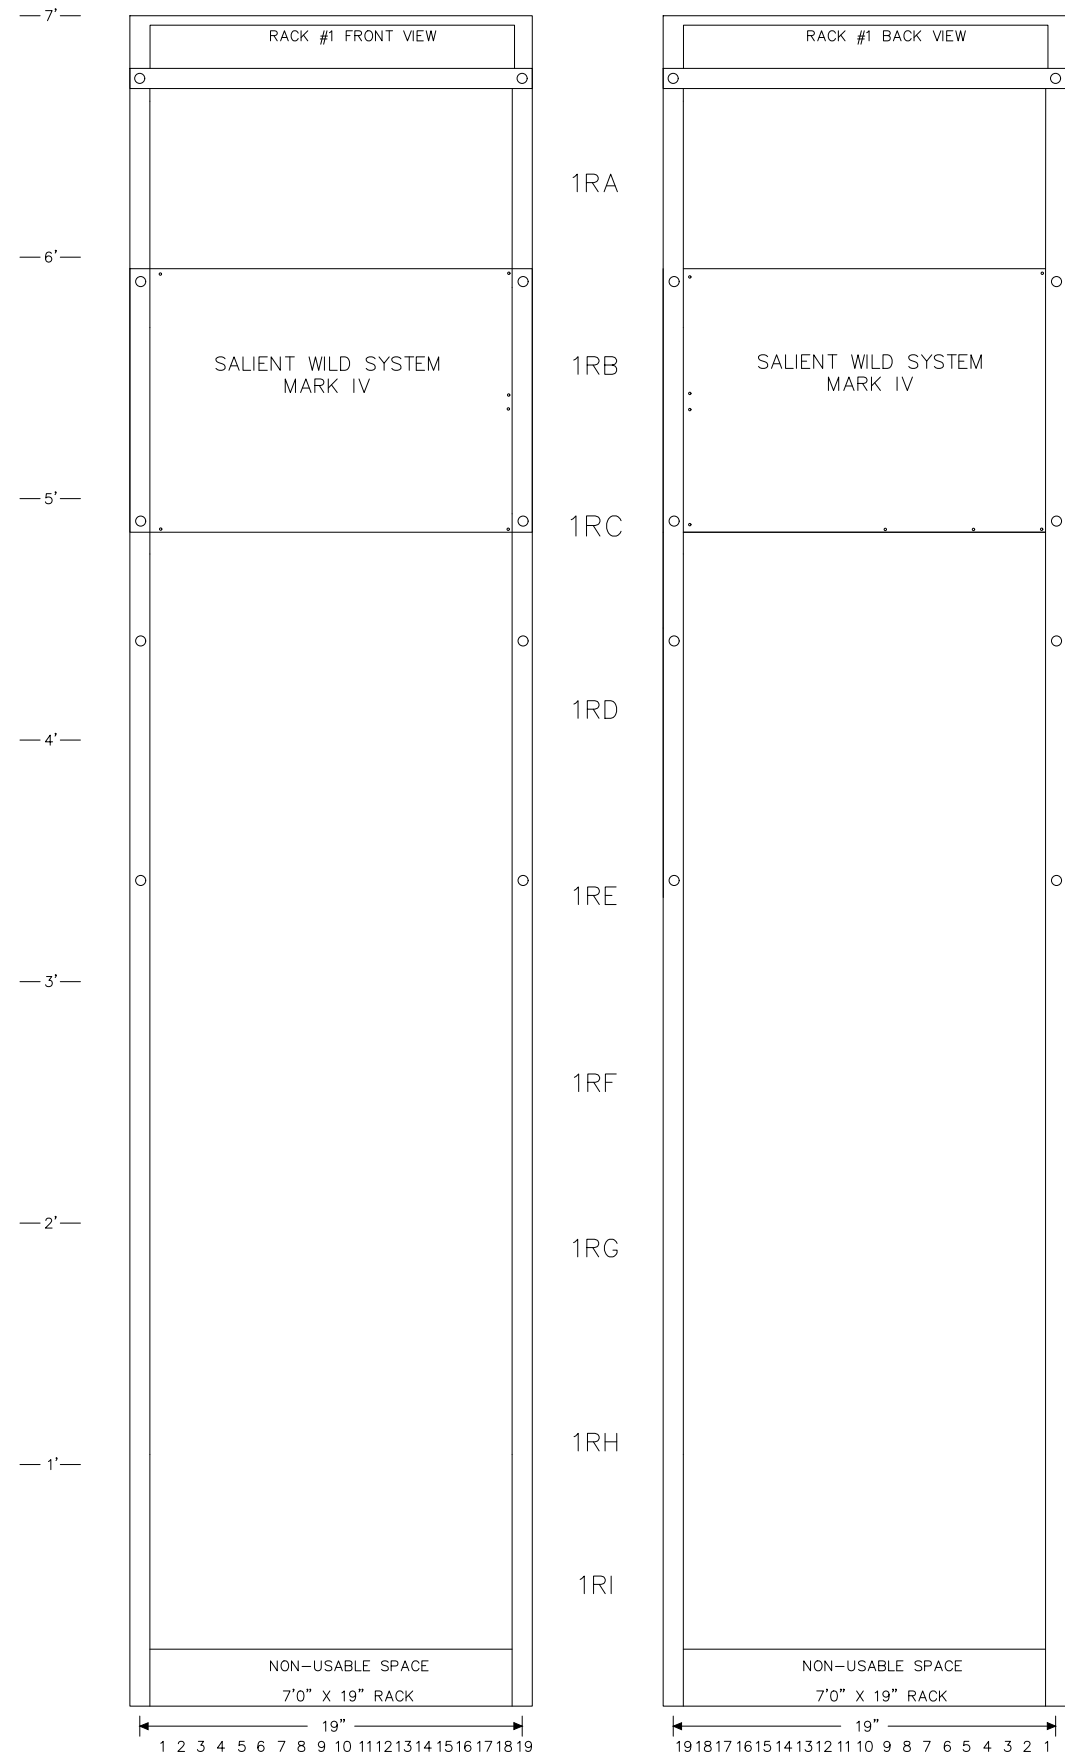 7'
RACK #1 FRONT VIEW
RACK #1 BACK VIEW
1RA
6'
SALIENT WILD SYSTEM
MARK IV
1RB
SALIENT WILD SYSTEM
MARK IV
5'
1RC
1RD
4'
1RE
3'
1RF
2'
1RG
1RH
1'
1RI
NON-USABLE SPACE
7'0" X 19" RACK
NON-USABLE SPACE
7'0" X 19" RACK
19"
19"
1 2 3 4 5 6 7 8 9 10 11 12 13 14 15 16 17 18 19
19 18 17 16 15 14 13 12 11 10 9 8 7 6 5 4 3 2 1